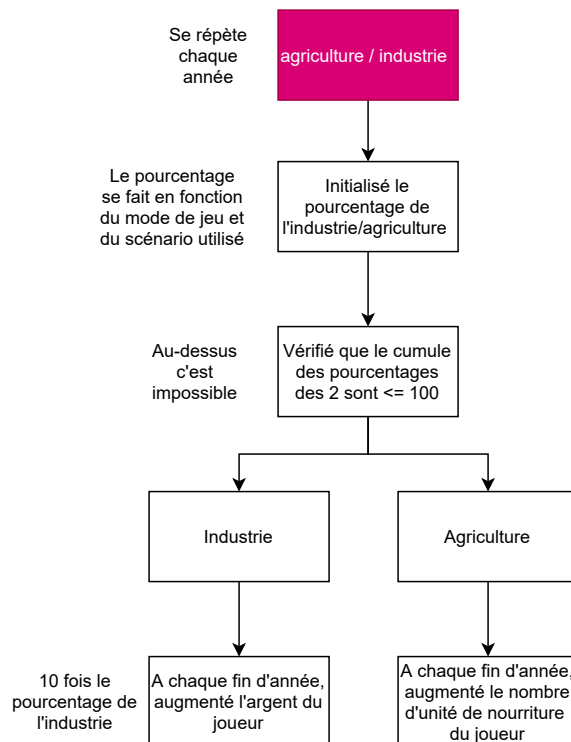 Se répète
chaque
année
agriculture / industrie
Le pourcentage
se fait en fonction
du mode de jeu et
du scénario utilisé
Initialisé le
pourcentage de
l'industrie/agriculture
Au-dessus
c'est
impossible
Vérifié que le cumule
des pourcentages
des 2 sont <= 100
Industrie
Agriculture
10 fois le
pourcentage de
l'industrie
A chaque fin d'année,
augmenté l'argent du
joueur
A chaque fin d'année,
augmenté le nombre
d'unité de nourriture
du joueur